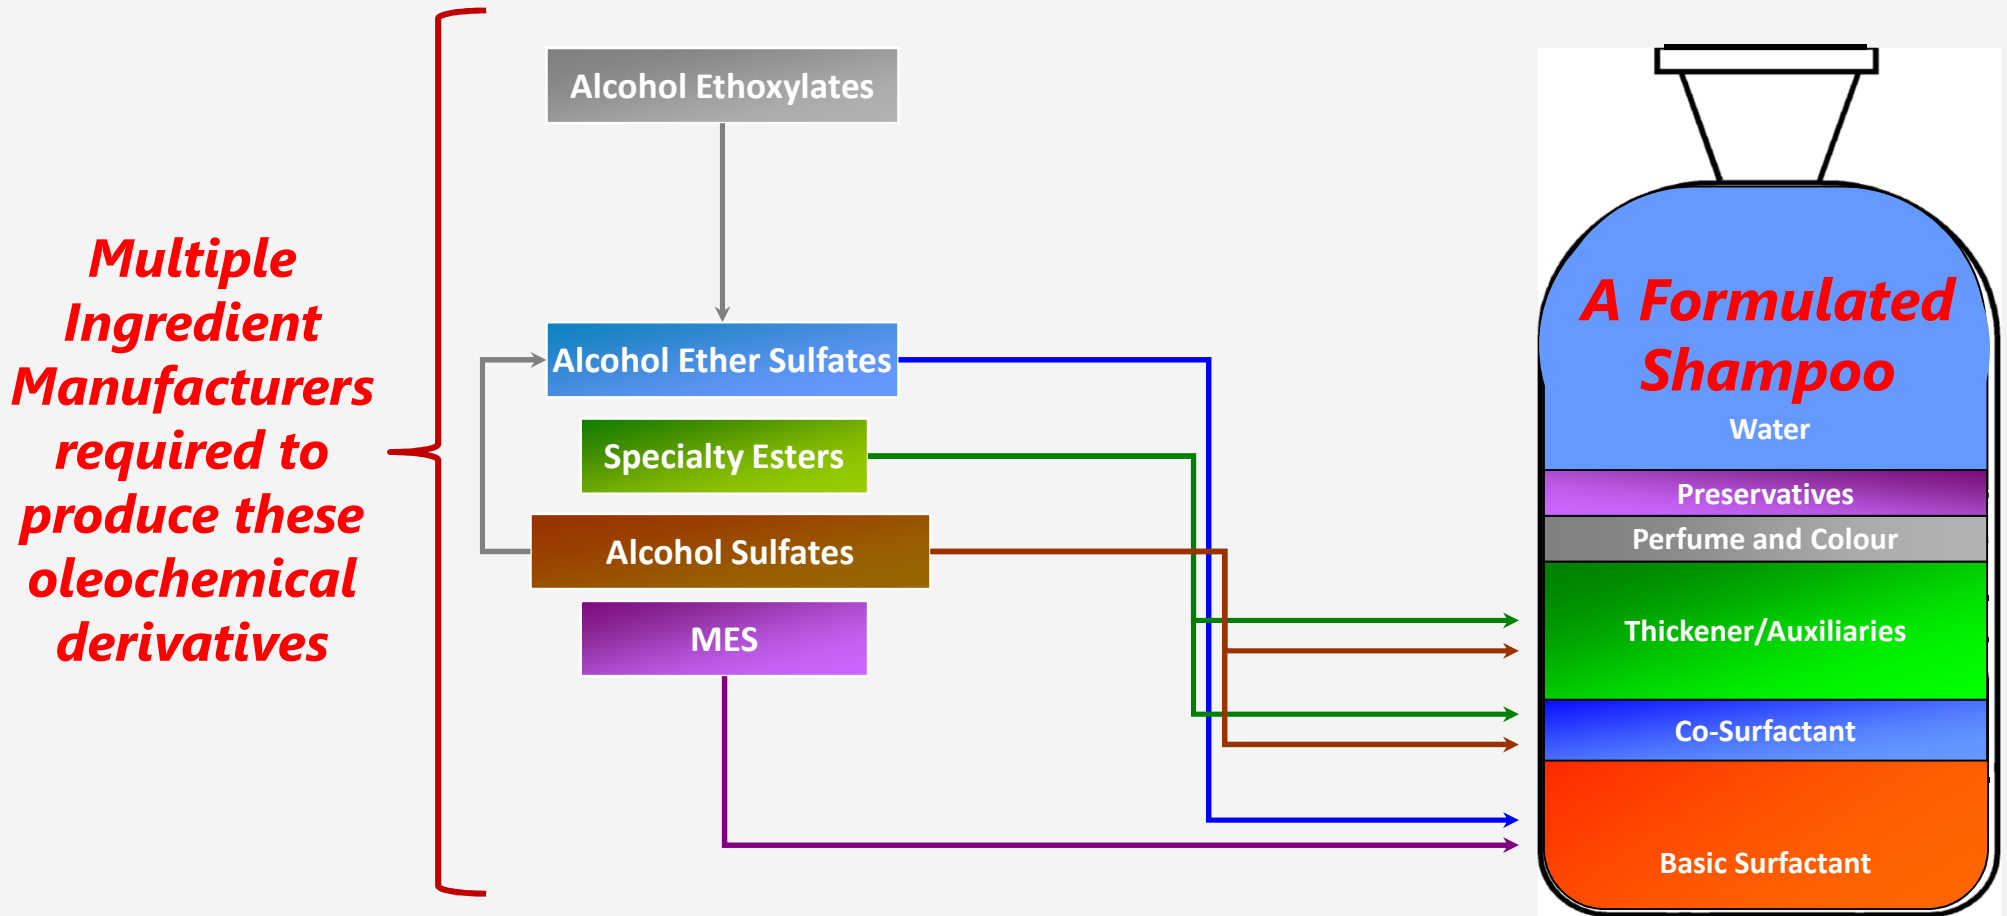 Multiple
Ingredient
Manufacturers
required to
produce these
oleochemical
derivatives
Alcohol Ethoxylates
Alcohol Ether Sulfates
Specialty Esters
Alcohol Sulfates
MES
A Formulated
Shampoo
Water
Preservatives
Perfume and Colour
Thickener/Auxiliaries
Co-Surfactant
Basic Surfactant